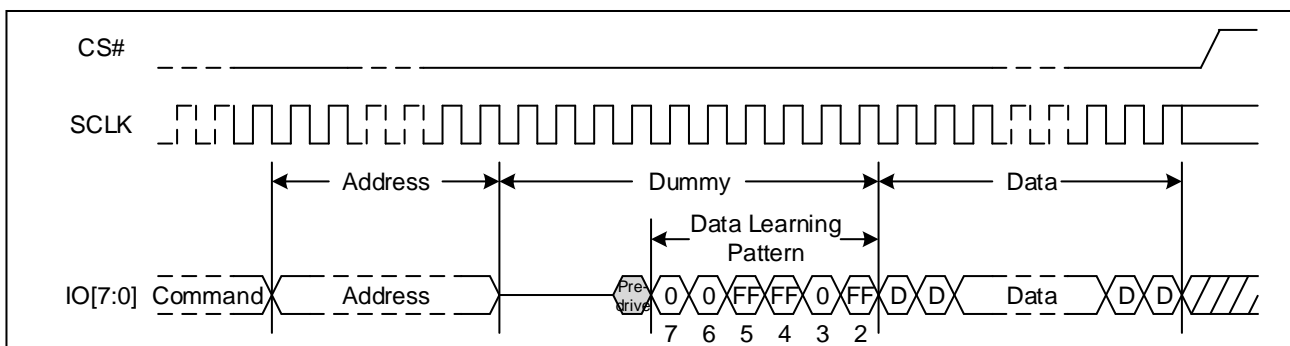 CS#
SCLK
Address Dummy Data
Data Learning
Pattern
IO[7:0] Command Address Pre-drive 0 0 FF FF 0 FF D D Data D D
7 6 5 4 3 2